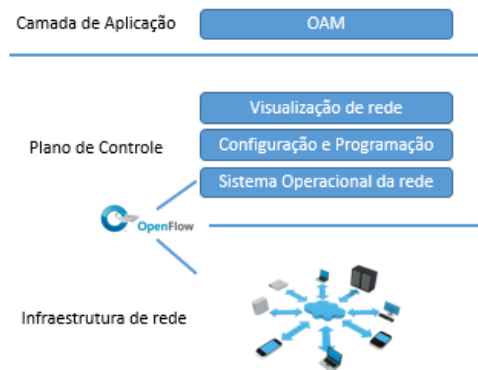 Camada de Aplicação
OAM
Visualização de rede
Plano de Controle
Configuração e Programação
Sistema Operacional da rede
OpenFlow
Infraestrutura de rede